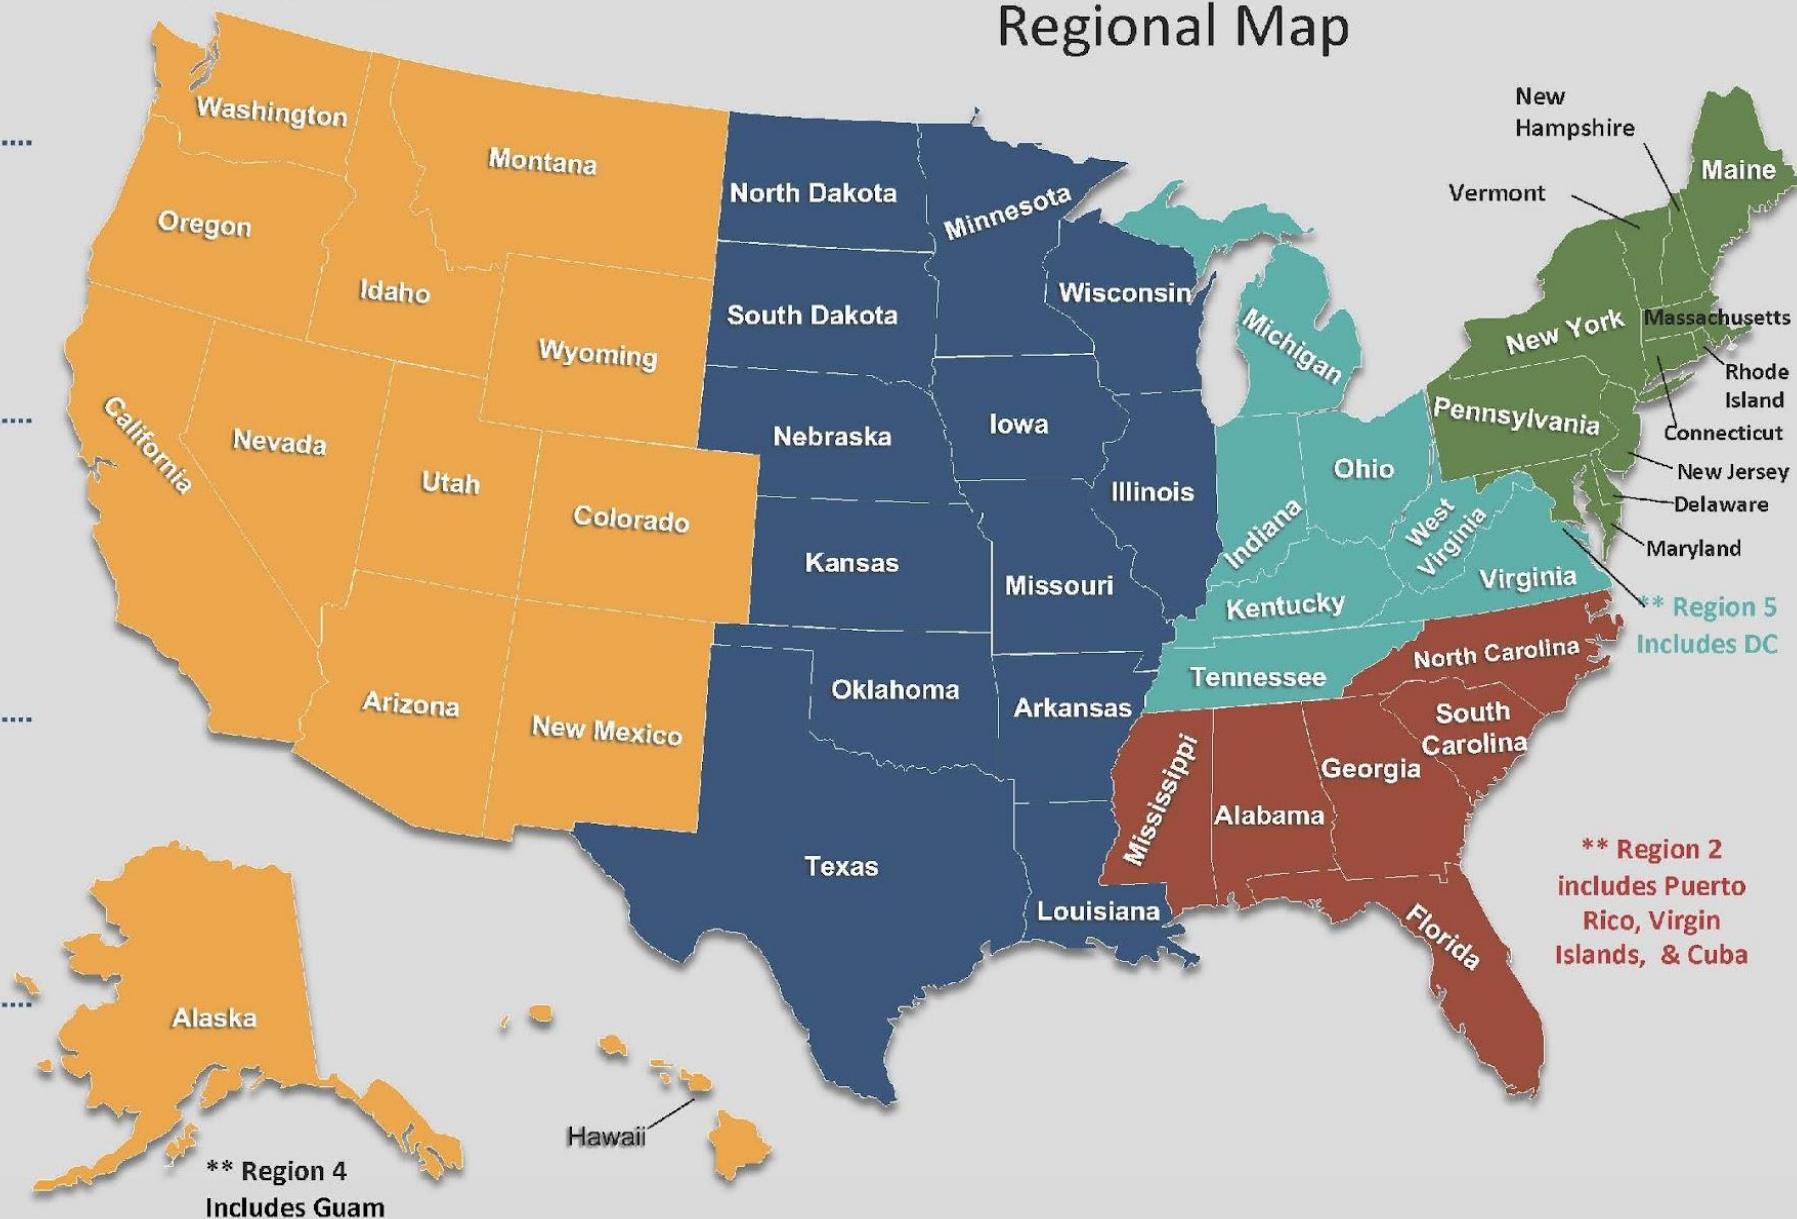 Regional Map
New
Hampshire
Washington
Montana
Maine
North Dakota
Minnesota
Vermont
Oregon
Idaho
Wisconsin
South Dakota
Massachusetts
New York
Michigan
Wyoming
Rhode
Island
California
Nevada
Nebraska
Iowa
Pennsylvania
Connecticut
Utah
Ohio
New Jersey
Colorado
Illinois
Delaware
Indiana
West
Virginia
Maryland
Kansas
Missouri
Virginia
Kentucky
** Region 5
Includes DC
North Carolina
Tennessee
Oklahoma
Arizona
New Mexico
Arkansas
South
Carolina
Georgia
Mississippi
Alabama
Texas
** Region 2
includes Puerto
Rico, Virgin
Islands, & Cuba
Louisiana
Florida
Alaska
Hawaii
** Region 4
Includes Guam